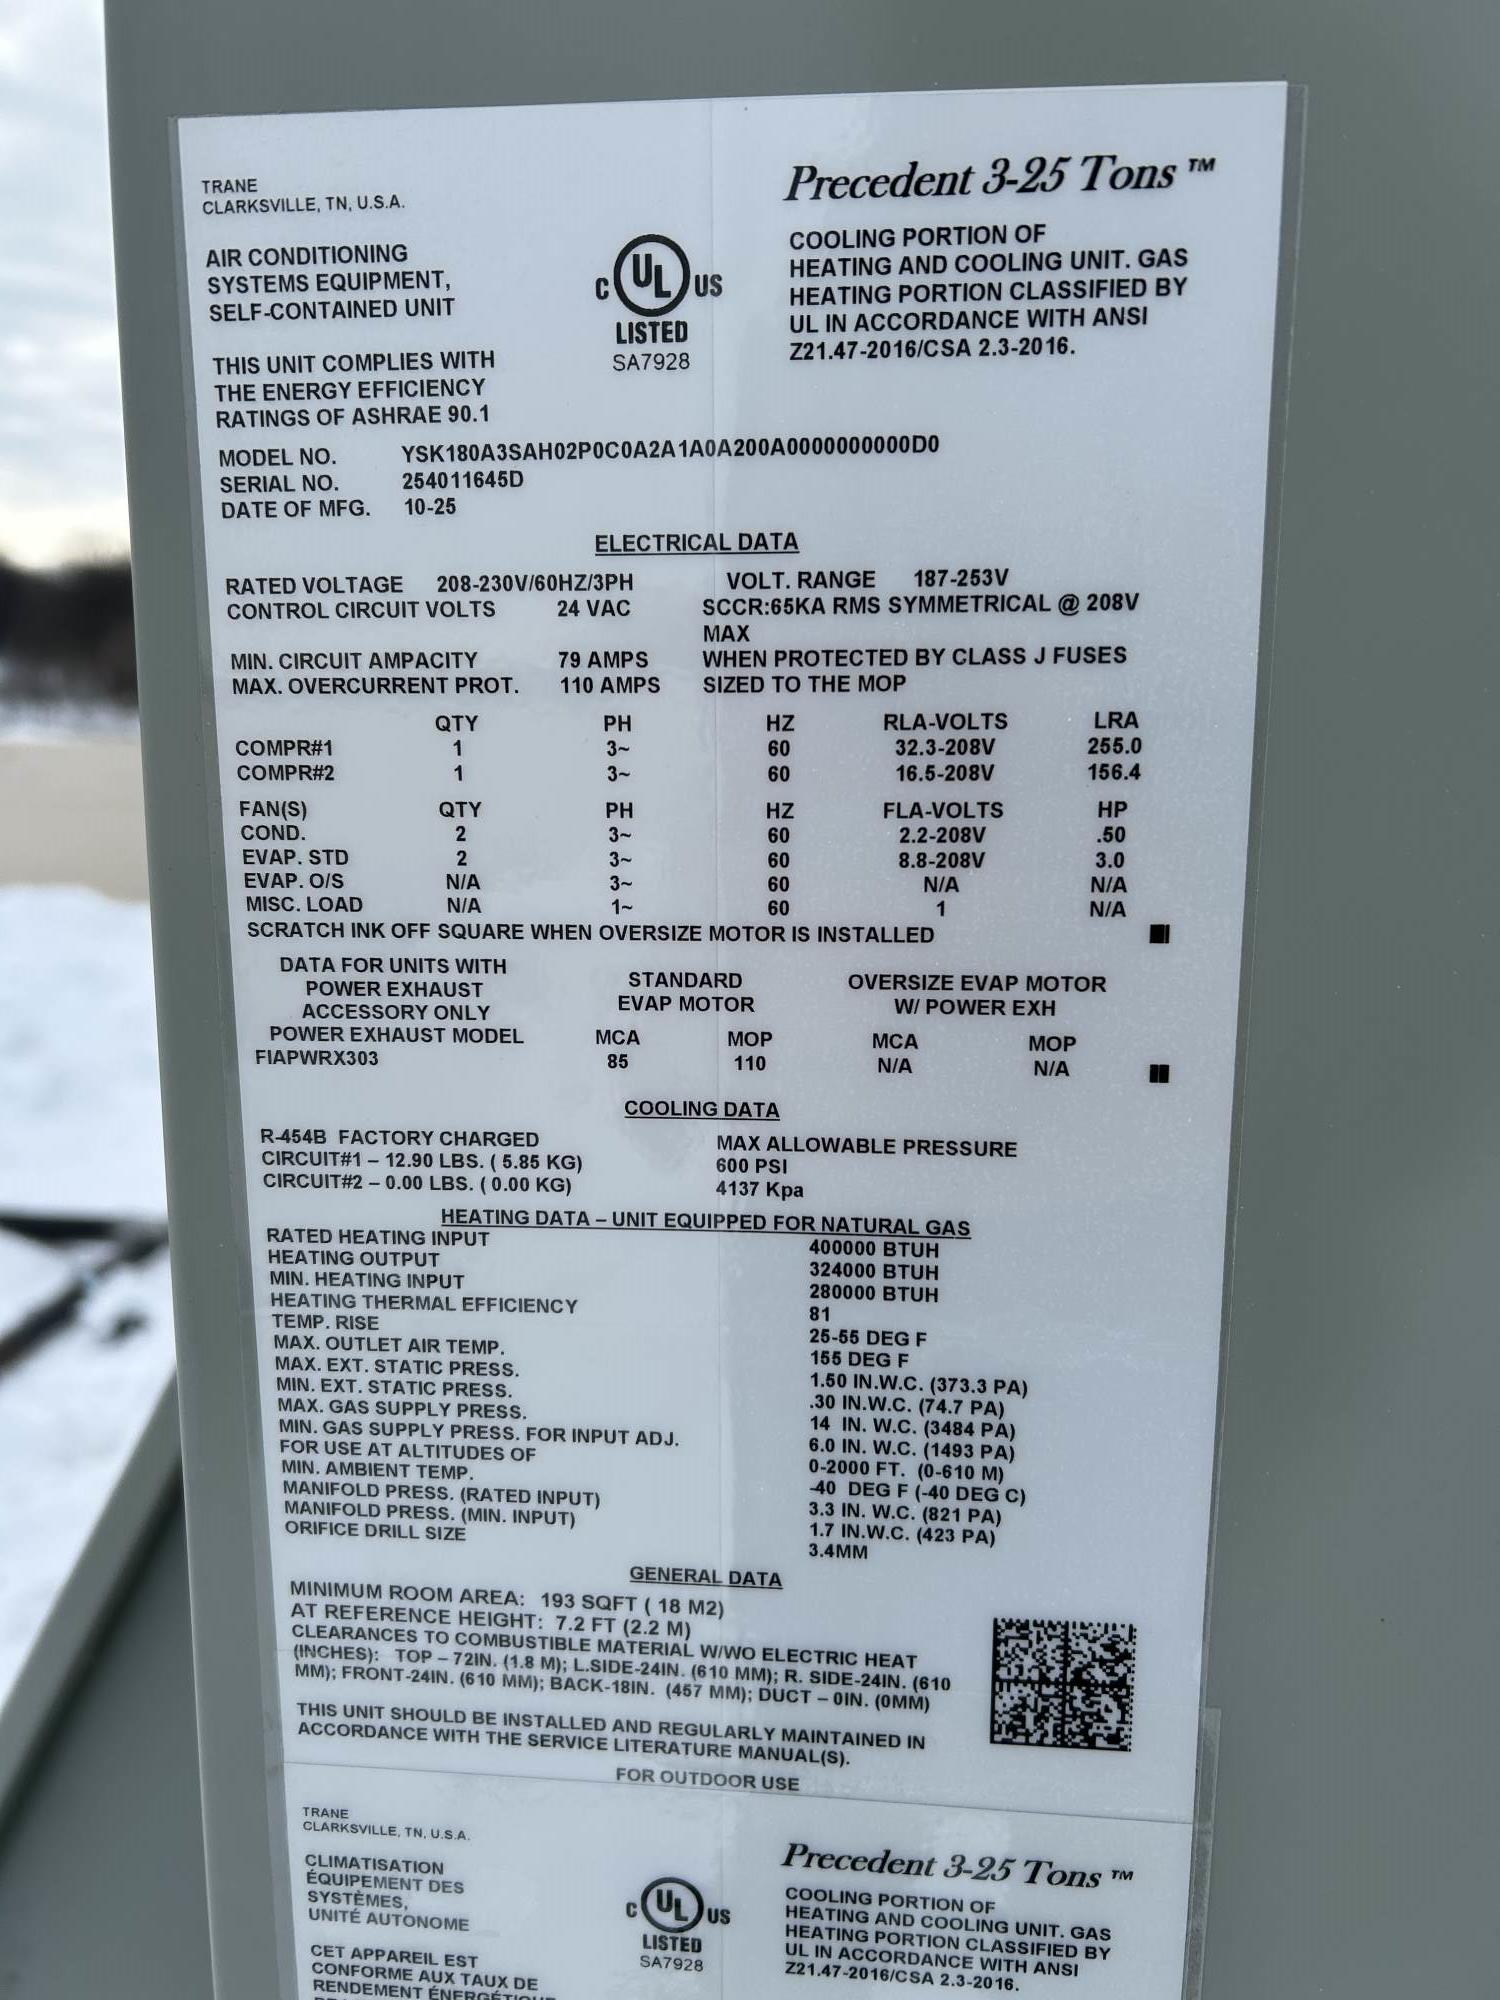 TRANE
CLARKSVILLE, TN, U.S.A.
Precedent 3-25 Tons ™
AIR CONDITIONING
SYSTEMS EQUIPMENT,
SELF-CONTAINED UNIT
C UL US
LISTED
SA7928
COOLING PORTION OF
HEATING AND COOLING UNIT. GAS
HEATING PORTION CLASSIFIED BY
UL IN ACCORDANCE WITH ANSI
Z21.47-2016/CSA 2.3-2016.
THIS UNIT COMPLIES WITH
THE ENERGY EFFICIENCY
RATINGS OF ASHRAE 90.1
MODEL NO. YSK180A3SAH02P0C0A2A1A0A200A0000000000D0
SERIAL NO. 254011645D
DATE OF MFG. 10-25
ELECTRICAL DATA
RATED VOLTAGE 208-230V/60HZ/3PH VOLT. RANGE 187-253V
CONTROL CIRCUIT VOLTS 24 VAC SCCR:65KA RMS SYMMETRICAL @ 208V
MAX
MIN. CIRCUIT AMPACITY 79 AMPS WHEN PROTECTED BY CLASS J FUSES
MAX. OVERCURRENT PROT. 110 AMPS SIZED TO THE MOP
QTY PH HZ RLA-VOLTS LRA
COMPR#1 1 3~ 60 32.3-208V 255.0
COMPR#2 1 3~ 60 16.5-208V 156.4
FAN(S) QTY PH HZ FLA-VOLTS HP
COND. 2 3~ 60 2.2-208V .50
EVAP. STD 2 3~ 60 8.8-208V 3.0
EVAP. O/S N/A 3~ 60 N/A N/A
MISC. LOAD N/A 1~ 60 1 N/A
SCRATCH INK OFF SQUARE WHEN OVERSIZE MOTOR IS INSTALLED
DATA FOR UNITS WITH
POWER EXHAUST
ACCESSORY ONLY
STANDARD
EVAP MOTOR
OVERSIZE EVAP MOTOR
W/ POWER EXH
POWER EXHAUST MODEL MCA MOP MCA MOP
FIAPWRX303 85 110 N/A N/A
COOLING DATA
R-454B FACTORY CHARGED MAX ALLOWABLE PRESSURE
CIRCUIT#1 – 12.90 LBS. ( 5.85 KG) 600 PSI
CIRCUIT#2 – 0.00 LBS. ( 0.00 KG) 4137 Kpa
HEATING DATA – UNIT EQUIPPED FOR NATURAL GAS
RATED HEATING INPUT 400000 BTUH
HEATING OUTPUT 324000 BTUH
MIN. HEATING INPUT 280000 BTUH
HEATING THERMAL EFFICIENCY 81
TEMP. RISE 25-55 DEG F
MAX. OUTLET AIR TEMP. 155 DEG F
MAX. EXT. STATIC PRESS. 1.50 IN.W.C. (373.3 PA)
MIN. EXT. STATIC PRESS. .30 IN.W.C. (74.7 PA)
MAX. GAS SUPPLY PRESS. 14 IN. W.C. (3484 PA)
MIN. GAS SUPPLY PRESS. FOR INPUT ADJ. 6.0 IN. W.C. (1493 PA)
FOR USE AT ALTITUDES OF 0-2000 FT. (0-610 M)
MIN. AMBIENT TEMP. -40 DEG F (-40 DEG C)
MANIFOLD PRESS. (RATED INPUT) 3.3 IN. W.C. (821 PA)
MANIFOLD PRESS. (MIN. INPUT) 1.7 IN.W.C. (423 PA)
ORIFICE DRILL SIZE 3.4MM
GENERAL DATA
MINIMUM ROOM AREA: 193 SQFT ( 18 M2)
AT REFERENCE HEIGHT: 7.2 FT (2.2 M)
CLEARANCES TO COMBUSTIBLE MATERIAL W/WO ELECTRIC HEAT
(INCHES): TOP – 72IN. (1.8 M); L.SIDE-24IN. (610 MM); R. SIDE-24IN. (610
MM); FRONT-24IN. (610 MM); BACK-18IN. (457 MM); DUCT – 0IN. (0MM)
THIS UNIT SHOULD BE INSTALLED AND REGULARLY MAINTAINED IN
ACCORDANCE WITH THE SERVICE LITERATURE MANUAL(S).
FOR OUTDOOR USE
TRANE
CLARKSVILLE, TN, U.S.A.
Precedent 3-25 Tons ™
CLIMATISATION
ÉQUIPEMENT DES
SYSTÈMES,
UNITÉ AUTONOME
C UL US
LISTED
SA7928
COOLING PORTION OF
HEATING AND COOLING UNIT. GAS
HEATING PORTION CLASSIFIED BY
UL IN ACCORDANCE WITH ANSI
Z21.47-2016/CSA 2.3-2016.
CET APPAREIL EST
CONFORME AUX TAUX DE
RENDEMENT ÉNERGÉTIQUE